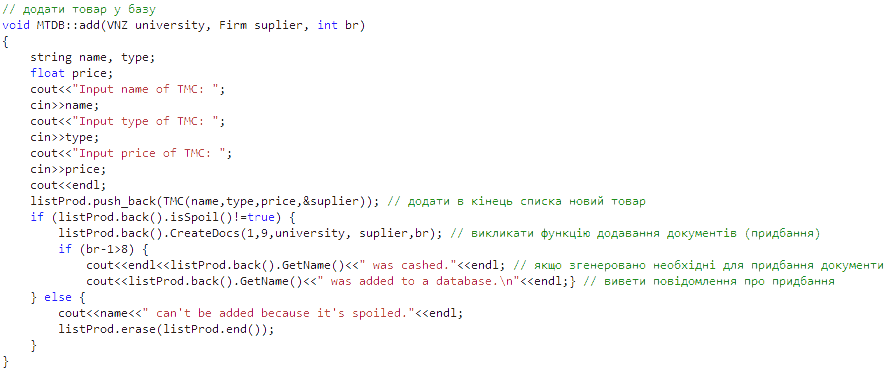 // додати товар у базу
void MTDB::add(VNZ university, Firm suplier, int br)
{
    string name, type;
    float price;
    cout<<"Input name of TMC: ";
    cin>>name;
    cout<<"Input type of TMC: ";
    cin>>type;
    cout<<"Input price of TMC: ";
    cin>>price;
    cout<<endl;
    listProd.push_back(TMC(name,type,price,&suplier)); // додати в кінець списка новий товар
    if (listProd.back().isSpoil()!=true) {
        listProd.back().CreateDocs(1,9,university, suplier,br); // викликати функцію додавання документів (придбання)
        if (br-1>8) {
            cout<<endl<<listProd.back().GetName()<<" was cashed."<<endl; // якщо згенеровано необхідні для придбання документи
            cout<<listProd.back().GetName()<<" was added to a database.\n"<<endl;} // вивети повідомлення про придбання
    } else {
        cout<<name<<" can't be added because it's spoiled."<<endl;
        listProd.erase(listProd.end());
    }
}